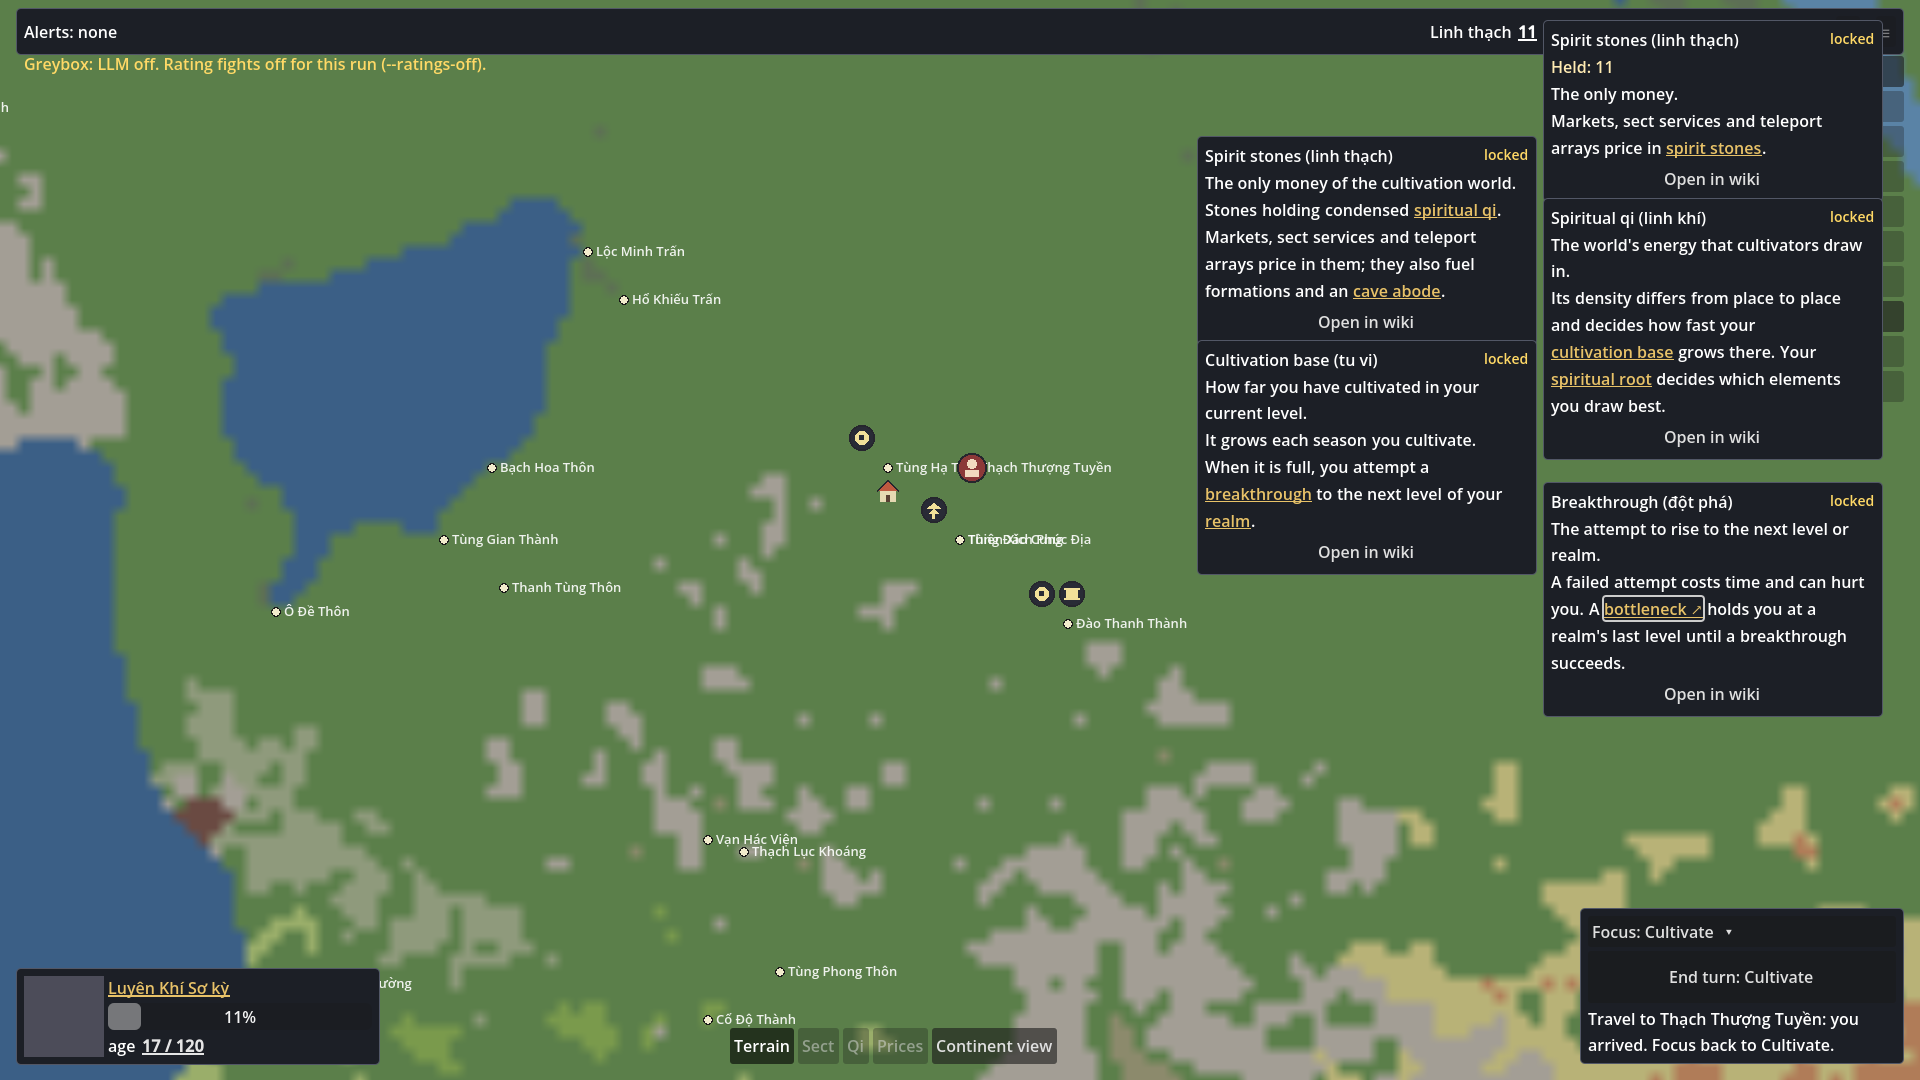 Alerts: none
Linh thạch 11
Greybox: LLM off. Rating fights off for this run (--ratings-off).
h
Spirit stones (linh thạch) locked
Held: 11
The only money.
Markets, sect services and teleport
arrays price in spirit stones.
Open in wiki
Spirit stones (linh thạch) locked
The only money of the cultivation world.
Stones holding condensed spiritual qi.
Markets, sect services and teleport
arrays price in them; they also fuel
formations and an cave abode.
Open in wiki
Spiritual qi (linh khí) locked
The world's energy that cultivators draw
in.
Its density differs from place to place
and decides how fast your
cultivation base grows there. Your
spiritual root decides which elements
you draw best.
Open in wiki
Cultivation base (tu vi) locked
How far you have cultivated in your
current level.
It grows each season you cultivate.
When it is full, you attempt a
breakthrough to the next level of your
realm.
Open in wiki
Breakthrough (đột phá) locked
The attempt to rise to the next level or
realm.
A failed attempt costs time and can hurt
you. A bottleneck ↗ holds you at a
realm's last level until a breakthrough
succeeds.
Open in wiki
Lộc Minh Trấn
Hổ Khiếu Trấn
Bạch Hoa Thôn
Tùng Hạ T
hạch Thượng Tuyền
Tùng Gian Thành
Địa
Thanh Tùng Thôn
Ô Đề Thôn
Đào Thanh Thành
Vạn Hác Viện
Thạch Lục Khoáng
Tùng Phong Thôn
ường
Cố Độ Thành
Luyện Khí Sơ kỳ
11%
age 17 / 120
Terrain Sect Qi Prices Continent view
Focus: Cultivate ▾
End turn: Cultivate
Travel to Thạch Thượng Tuyền: you
arrived. Focus back to Cultivate.